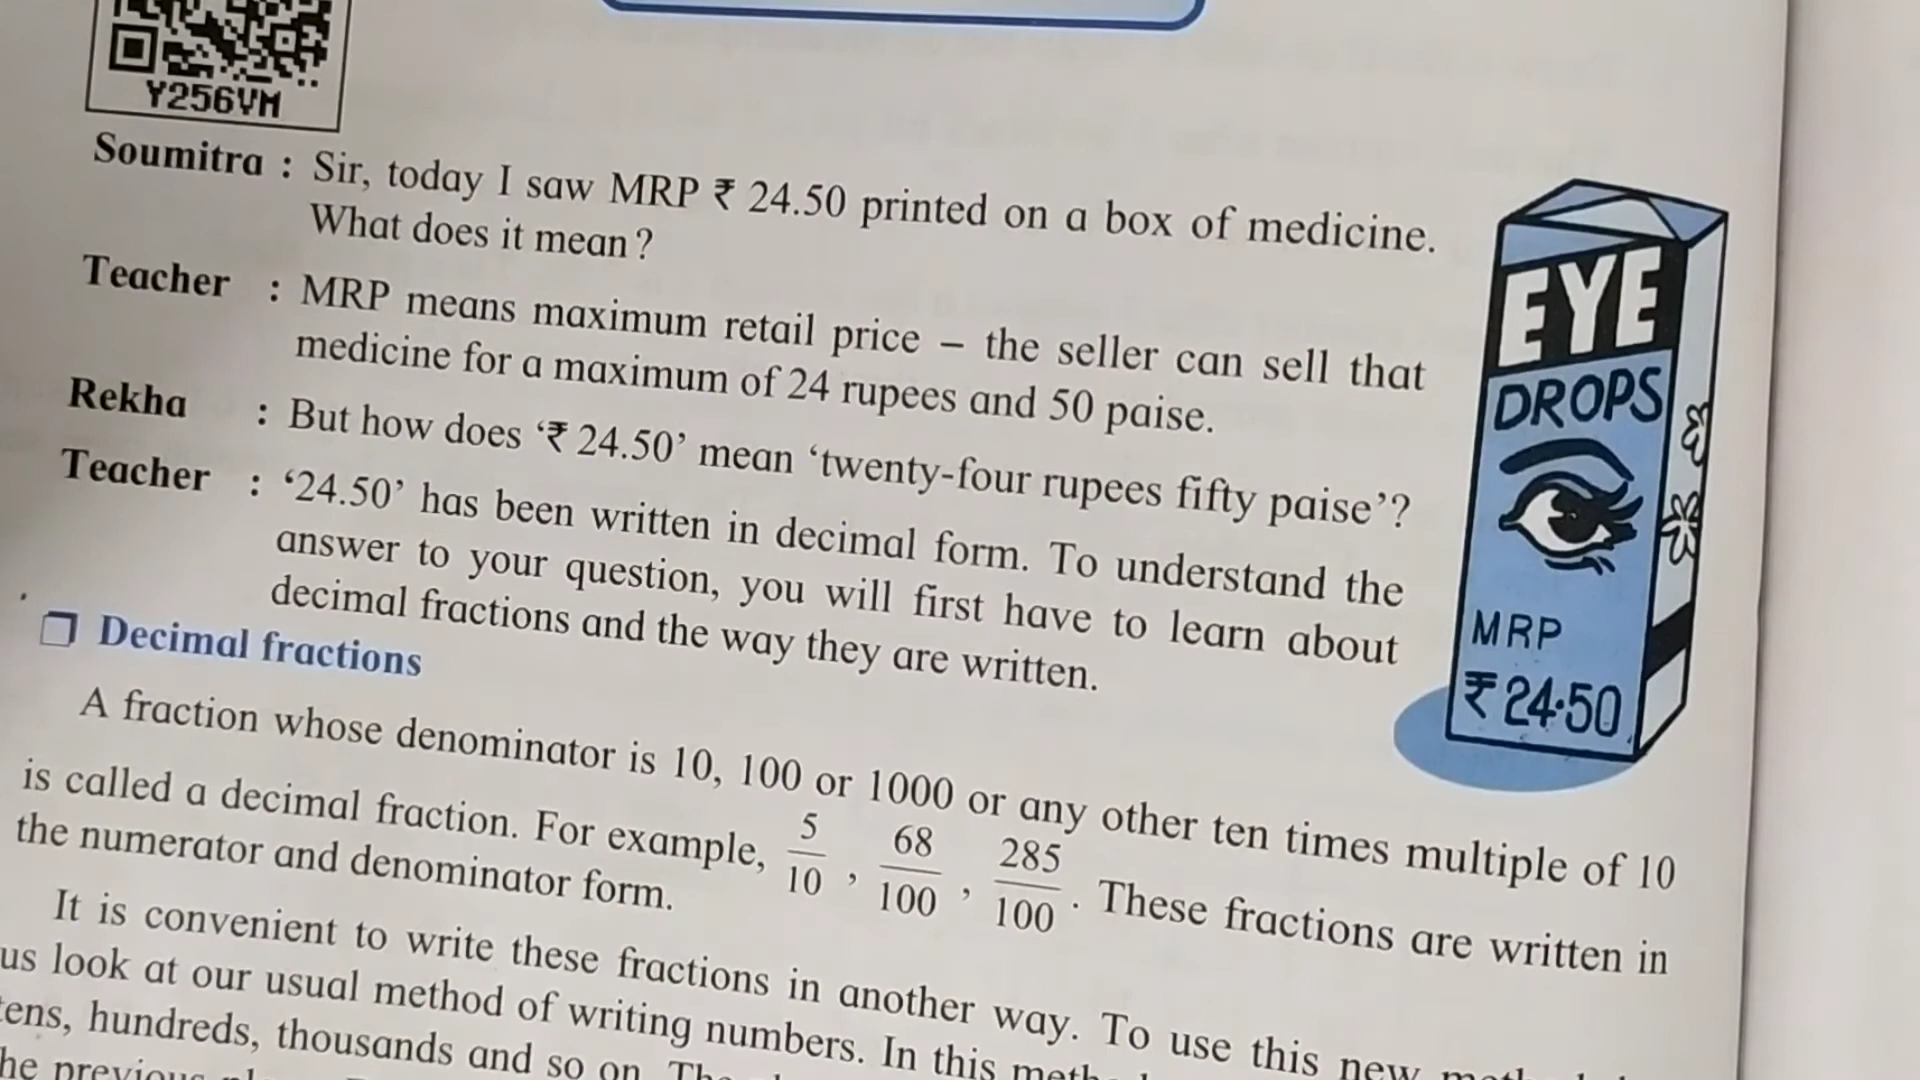 Y256VM
Soumitra : Sir, today I saw MRP ₹ 24.50 printed on a box of medicine.
What does it mean?
Teacher : MRP means maximum retail price – the seller can sell that
medicine for a maximum of 24 rupees and 50 paise.
Rekha : But how does ‘₹ 24.50’ mean ‘twenty-four rupees fifty paise’?
Teacher : ‘24.50’ has been written in decimal form. To understand the
answer to your question, you will first have to learn about
decimal fractions and the way they are written.
EYE
DROPS
MRP
₹ 24·50
❒ Decimal fractions
A fraction whose denominator is 10, 100 or 1000 or any other ten times multiple of 10
is called a decimal fraction. For example, 5/10 , 68/100 , 285/100 . These fractions are written in
the numerator and denominator form.
It is convenient to write these fractions in another way. To use this new
us look at our usual method of writing numbers. In this
tens, hundreds, thousands and so on.
previous